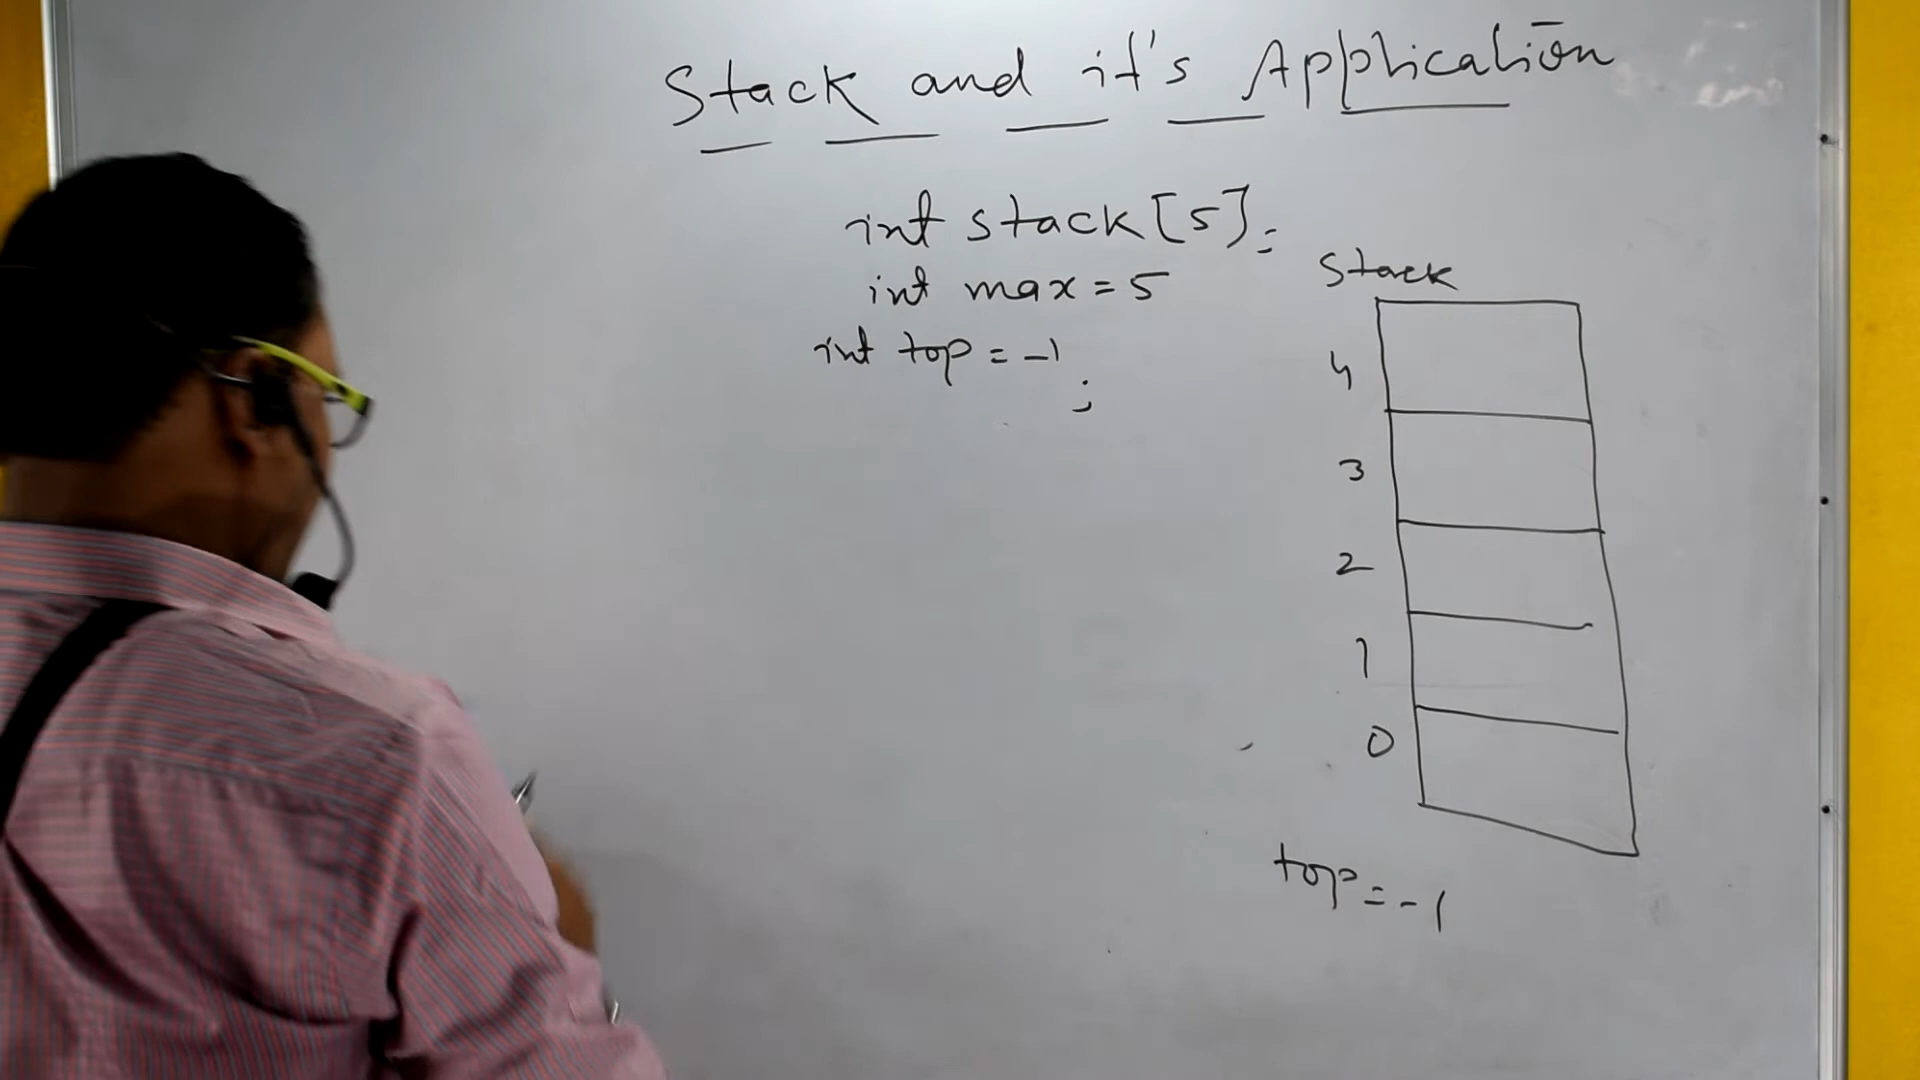 Stack and it's Application
int stack[5];
int max = 5
int top = -1;
Stack
4
3
2
1
0
top = -1